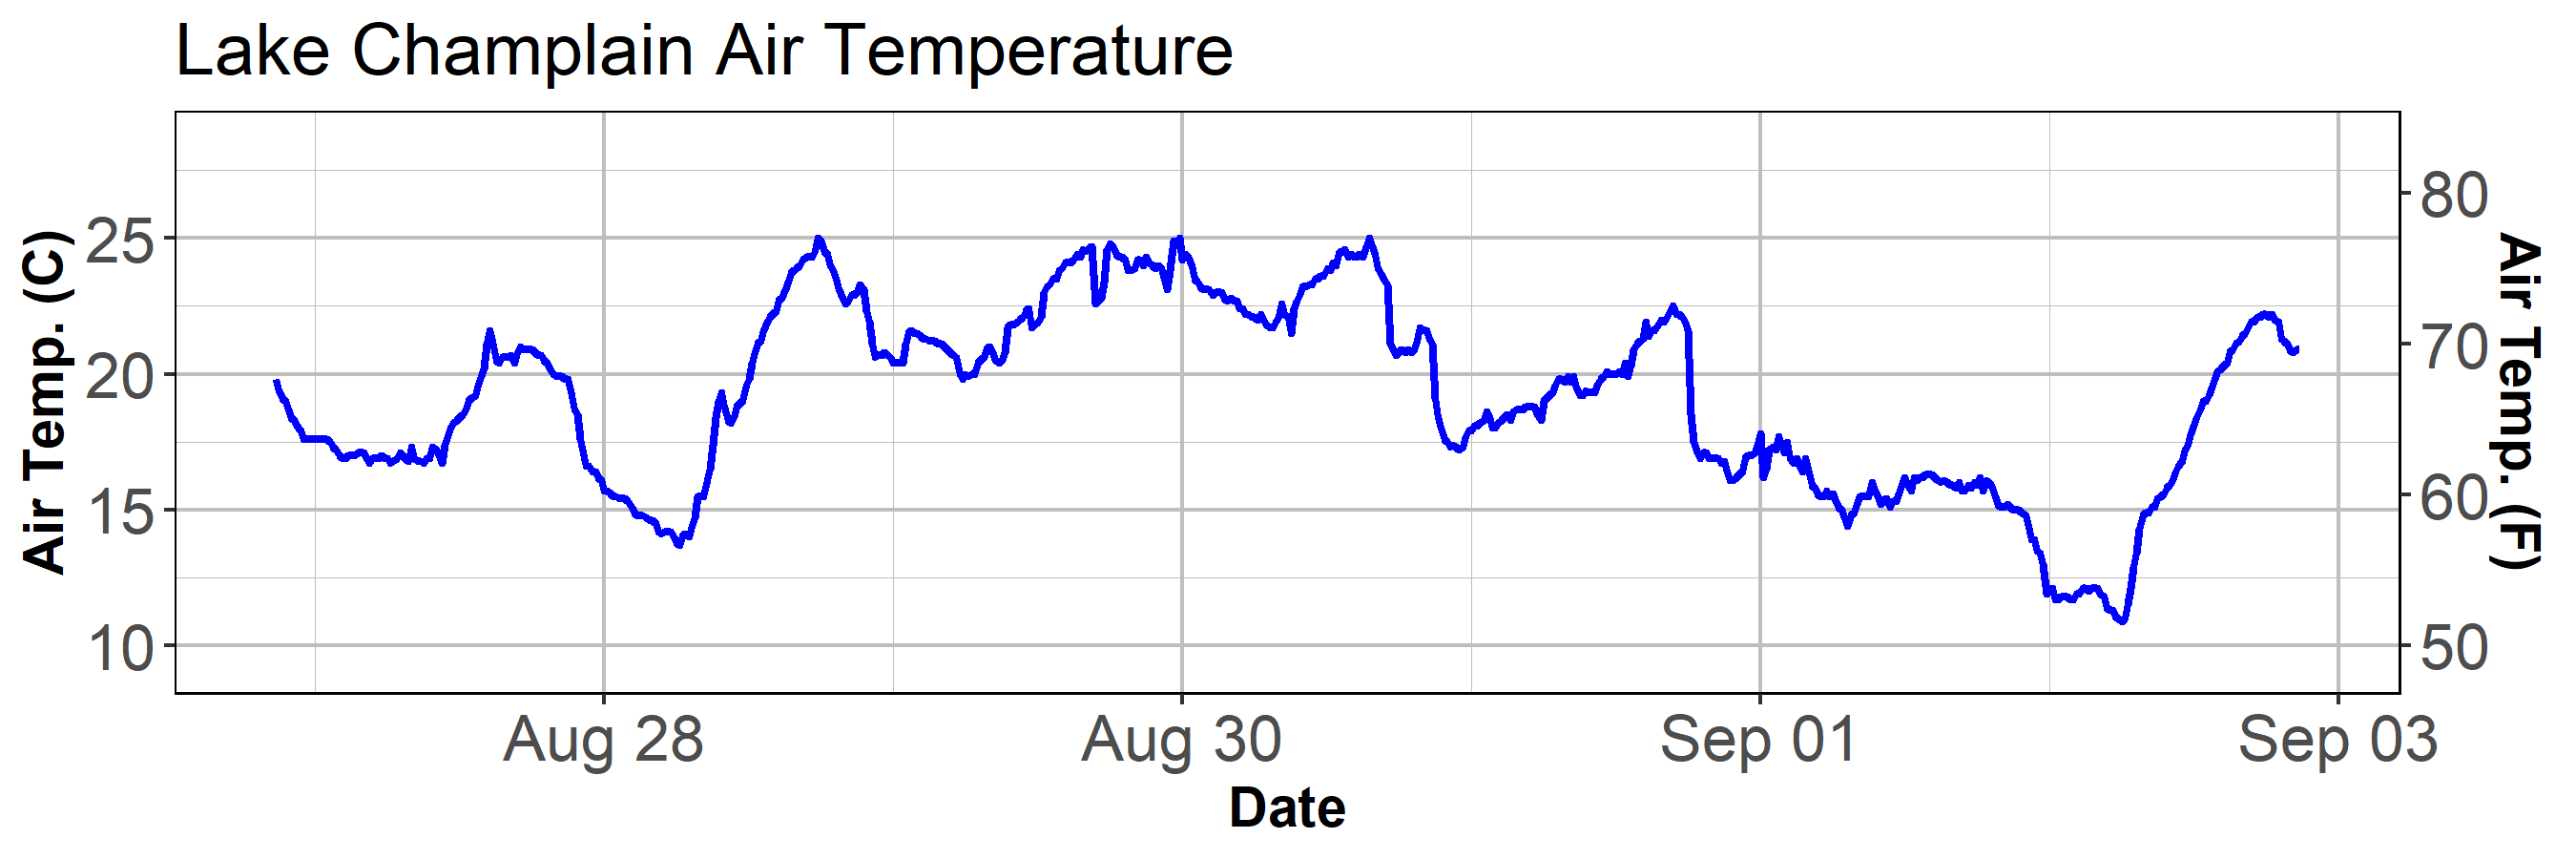 Lake Champlain Air Temperature
Air Temp. (C)
25
20
15
10
80
70
60
50
Air Temp. (F)
Aug 28
Aug 30
Sep 01
Sep 03
Date